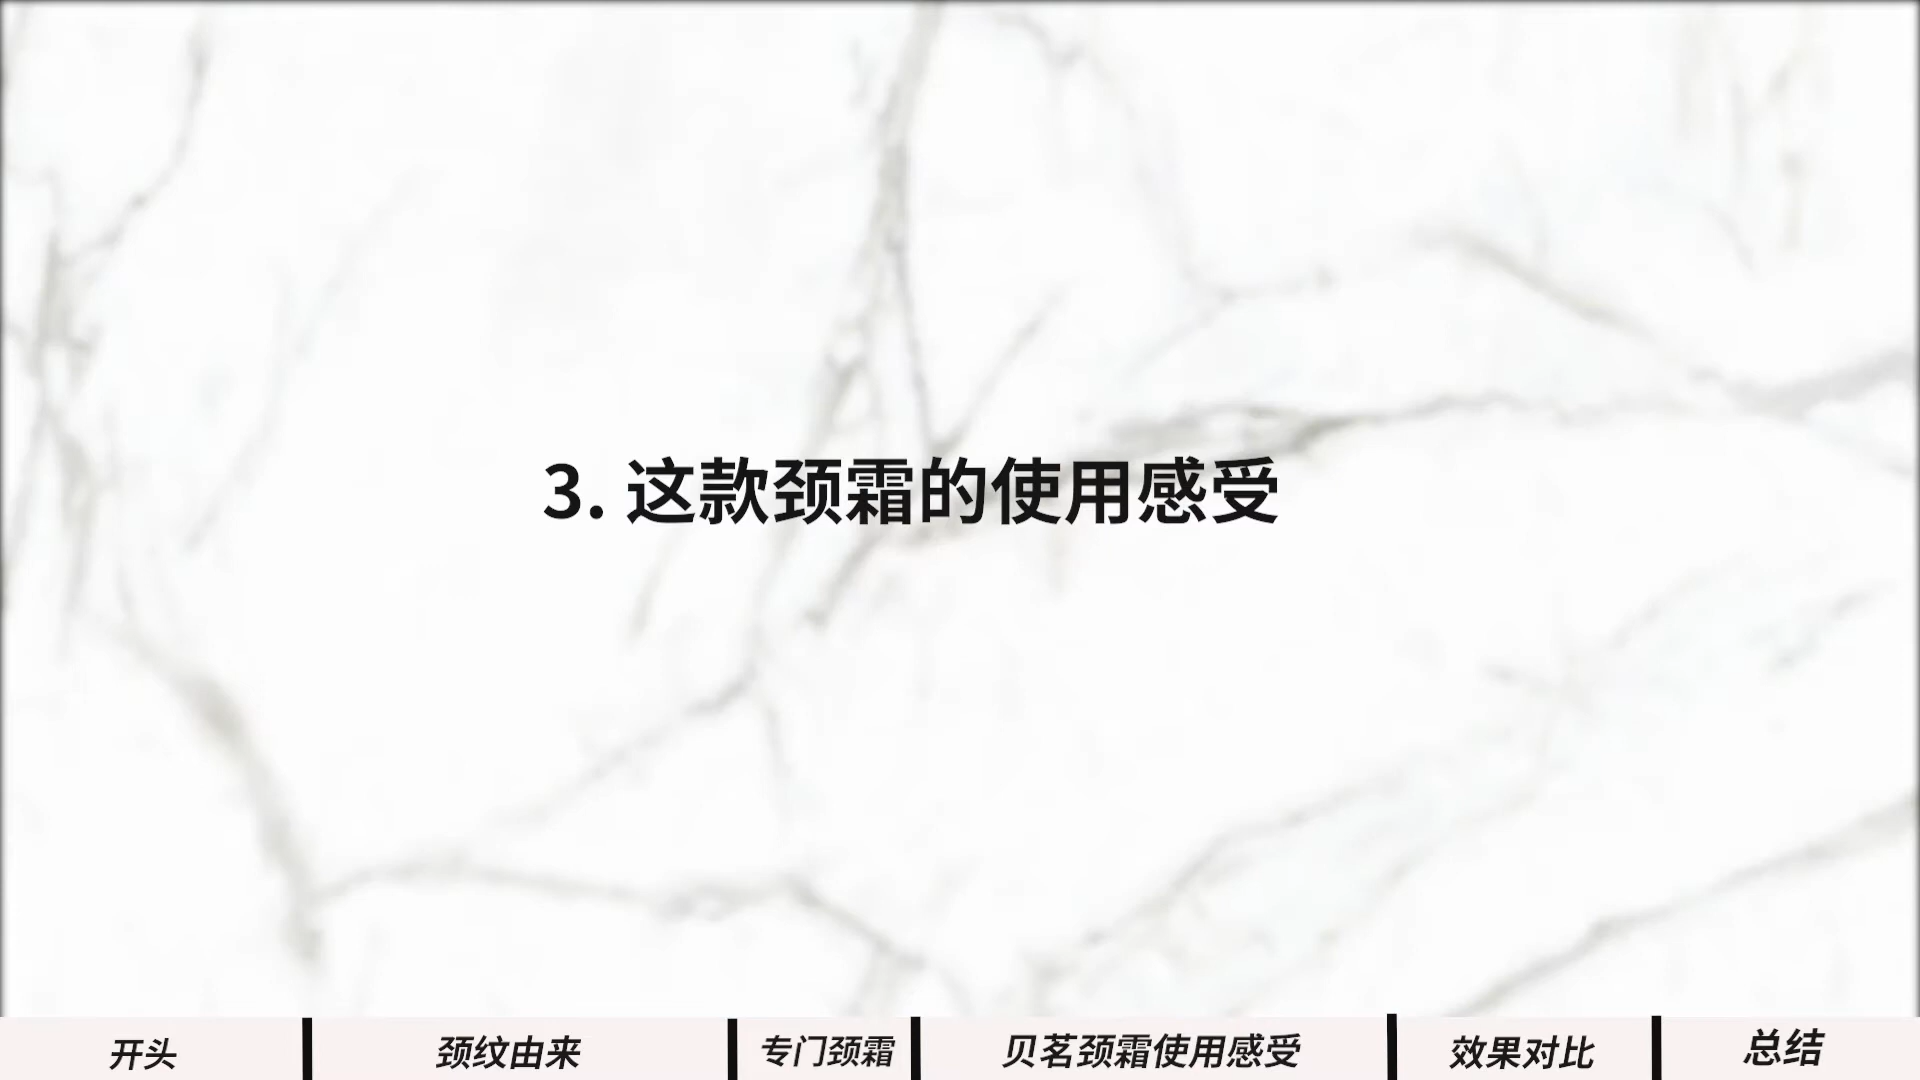 3. 这款颈霜的使用感受
开头
颈纹由来
专门颈霜
贝茗颈霜使用感受
效果对比
总结